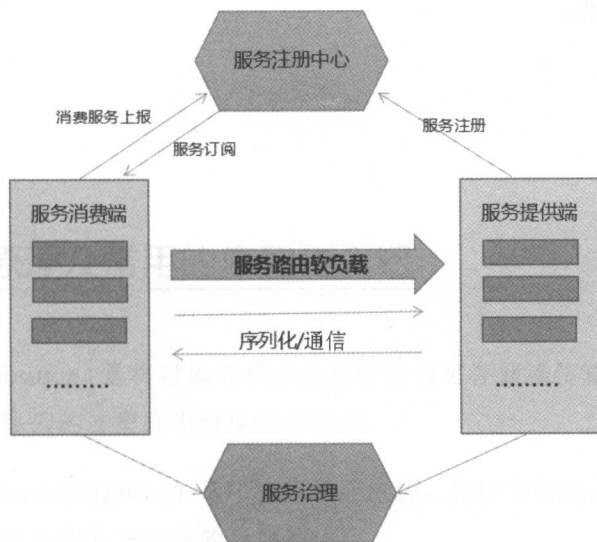 服务注册中心
消费服务上报
服务注册
服务订阅
服务消费端
服务提供端
服务路由软负载
序列化/通信
.........
.........
服务治理